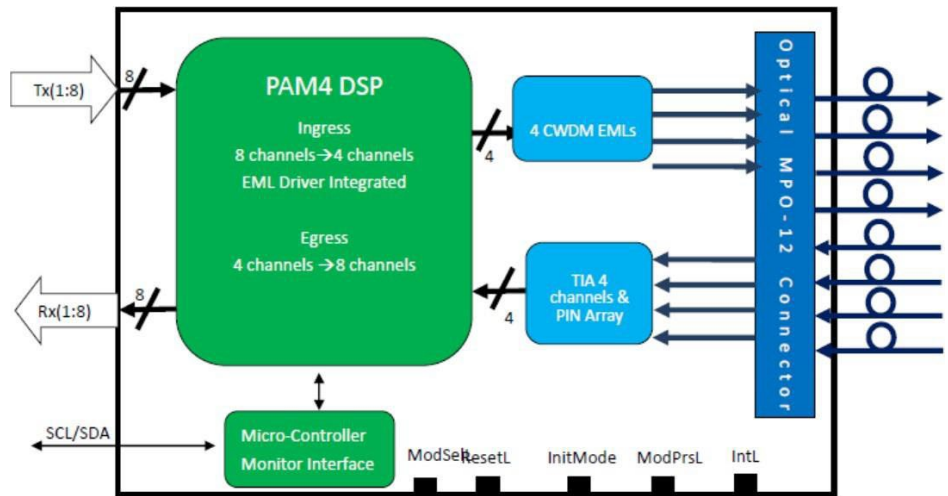 Tx(1:8)
8
PAM4 DSP
Ingress
8 channels→4 channels
EML Driver Integrated
Egress
4 channels →8 channels
4
4 CWDM EMLs
Optical MPO-12 Connector
Rx(1:8)
8
4
TIA 4
channels &
PIN Array
SCL/SDA
Micro-Controller
Monitor Interface
ModSelL
ResetL
InitMode
ModPrsL
IntL